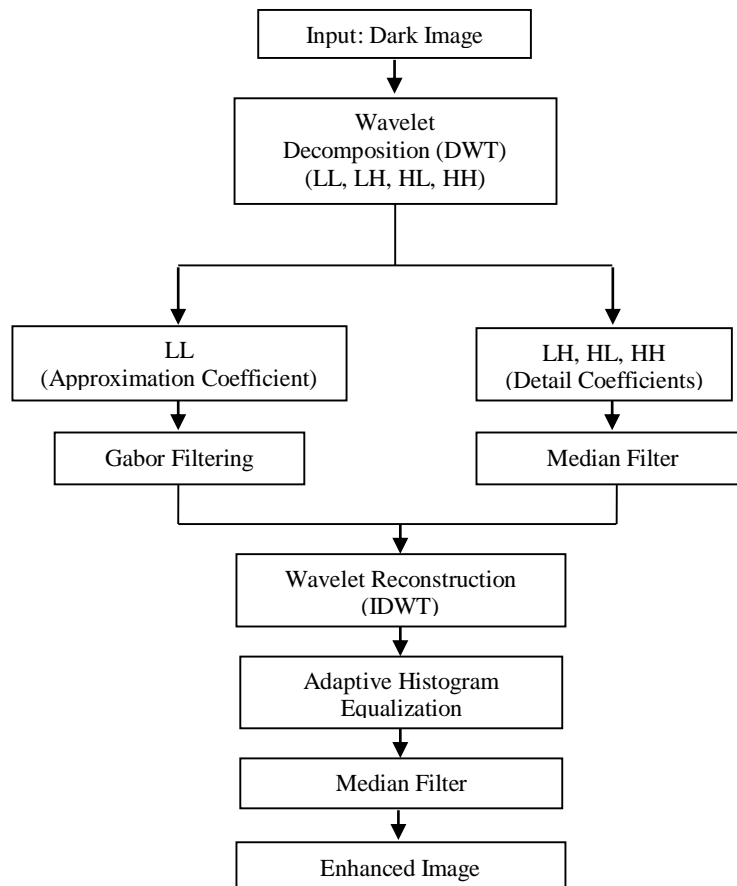 Input: Dark Image
Wavelet
Decomposition (DWT)
(LL, LH, HL, HH)
LL
(Approximation Coefficient)
LH, HL, HH
(Detail Coefficients)
Gabor Filtering
Median Filter
Wavelet Reconstruction
(IDWT)
Adaptive Histogram
Equalization
Median Filter
Enhanced Image